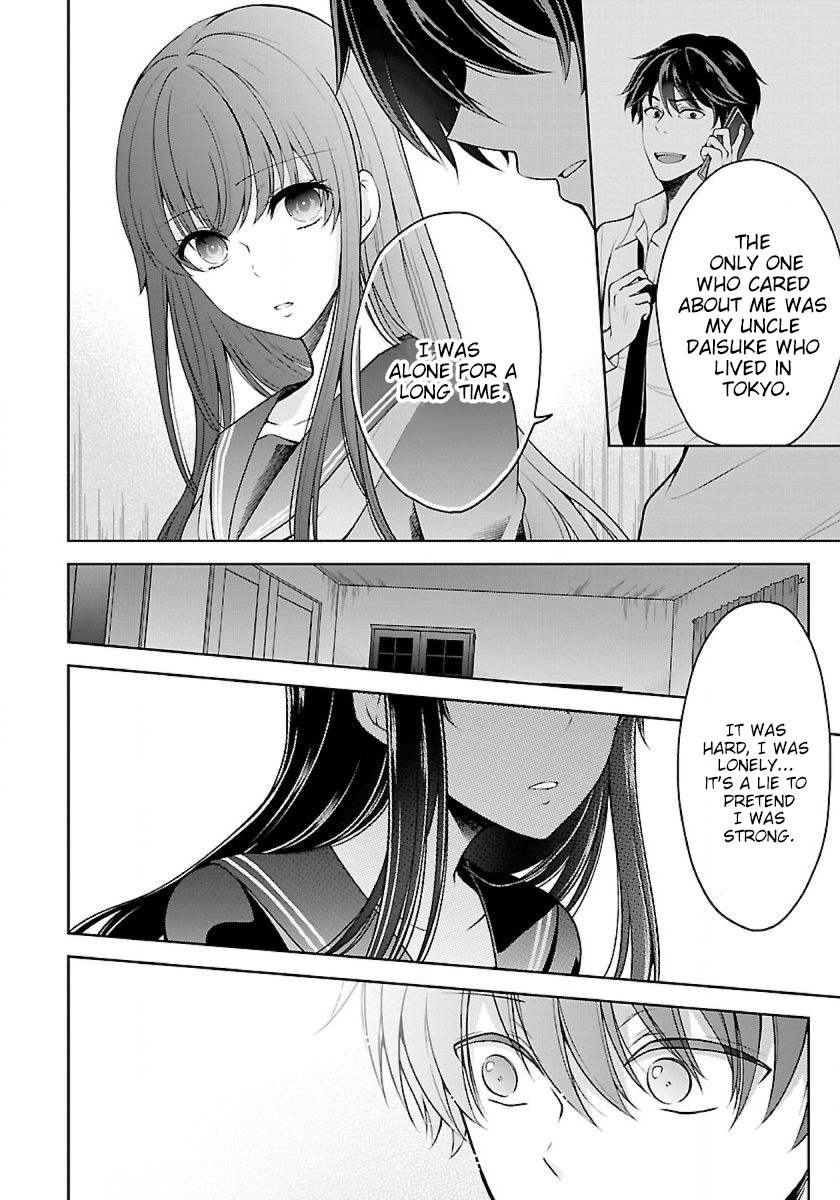 THE
ONLY ONE
WHO CARED
ABOUT ME WAS
MY UNCLE
DAISUKE WHO
LIVED IN
TOKYO.
I WAS
ALONE FOR A
LONG TIME.
IT WAS
HARD, I WAS
LONELY...
IT'S A LIE TO
PRETEND
I WAS
STRONG.